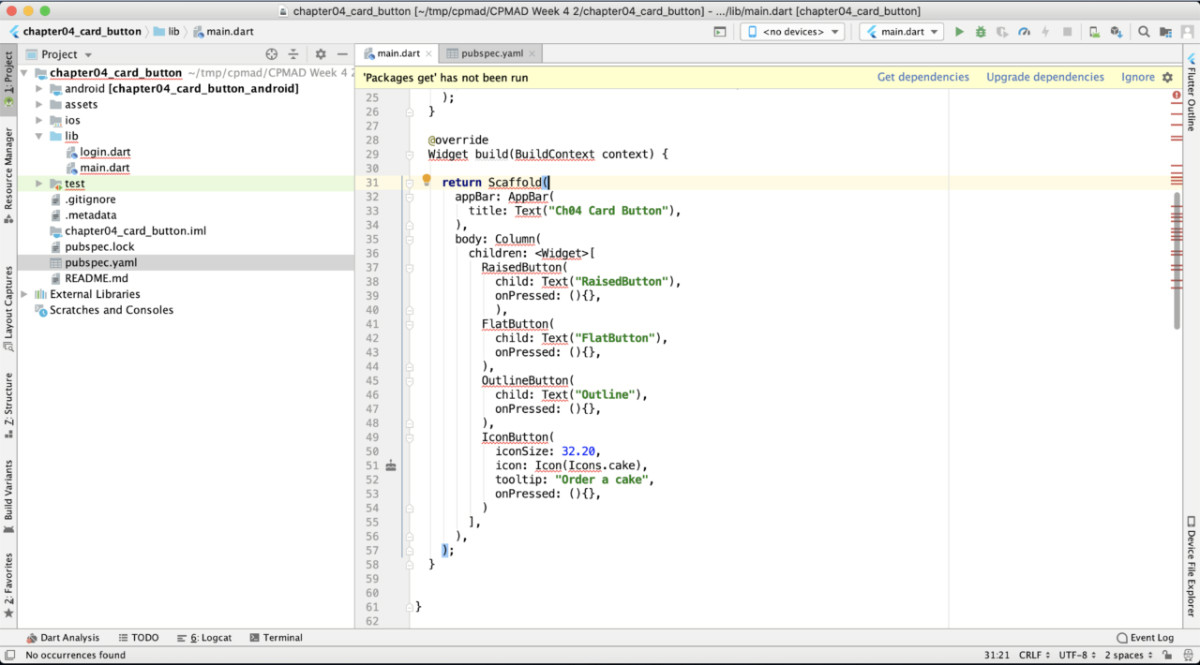 chapter04_card_button [~/tmp/cpmad/CPMAD Week 4 2/chapter04_card_button] - .../lib/main.dart [chapter04_card_button]
chapter04_card_button lib main.dart <no devices> main.dart
1: Project
Resource Manager
Layout Captures
Z: Structure
Build Variants
2: Favorites
Project
chapter04_card_button ~/tmp/cpmad/CPMAD Week 4 2
android [chapter04_card_button_android]
assets
ios
lib
login.dart
main.dart
test
.gitignore
.metadata
chapter04_card_button.iml
pubspec.lock
pubspec.yaml
README.md
External Libraries
Scratches and Consoles
main.dart pubspec.yaml
'Packages get' has not been run Get dependencies Upgrade dependencies Ignore
25 );
26 }
27
28 @override
29 Widget build(BuildContext context) {
30
31 return Scaffold(
32 appBar: AppBar(
33 title: Text("Ch04 Card Button"),
34 ),
35 body: Column(
36 children: <Widget>[
37 RaisedButton(
38 child: Text("RaisedButton"),
39 onPressed: (){},
40 ),
41 FlatButton(
42 child: Text("FlatButton"),
43 onPressed: (){},
44 ),
45 OutlineButton(
46 child: Text("Outline"),
47 onPressed: (){},
48 ),
49 IconButton(
50 iconSize: 32.20,
51 icon: Icon(Icons.cake),
52 tooltip: "Order a cake",
53 onPressed: (){},
54 )
55 ],
56 ),
57 );
58 }
59
60
61 }
62
Flutter Outline
Device File Explorer
Dart Analysis TODO 6: Logcat Terminal Event Log
No occurrences found 31:21 CRLF UTF-8 2 spaces